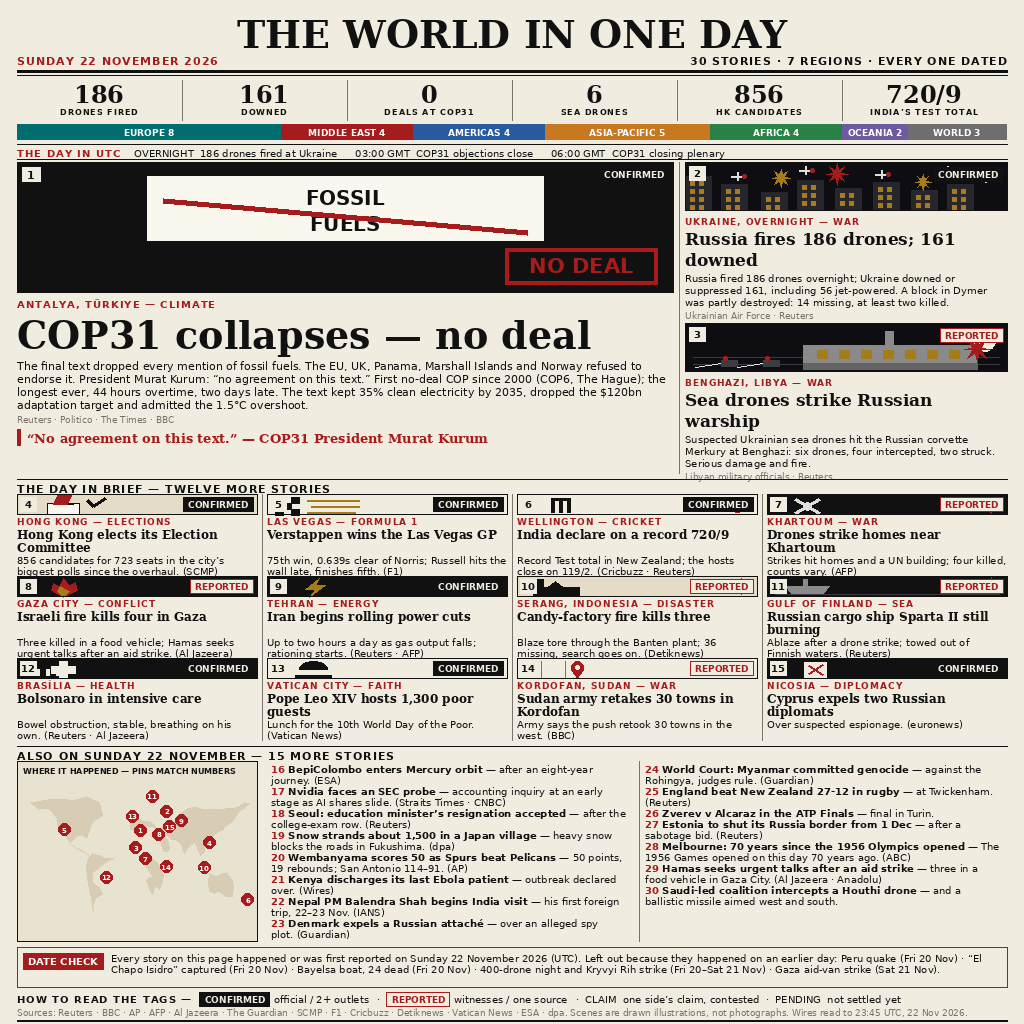 THE WORLD IN ONE DAY
SUNDAY 22 NOVEMBER 2026
30 STORIES · 7 REGIONS · EVERY ONE DATED
186
DRONES FIRED
161
DOWNED
0
DEALS AT COP31
6
SEA DRONES
856
HK CANDIDATES
720/9
INDIA'S TEST TOTAL
EUROPE 8
MIDDLE EAST 4
AMERICAS 4
ASIA-PACIFIC 5
AFRICA 4
OCEANIA 2
WORLD 3
THE DAY IN UTC OVERNIGHT 186 drones fired at Ukraine 03:00 GMT COP31 objections close 06:00 GMT COP31 closing plenary
1
CONFIRMED
FOSSIL
FUELS
NO DEAL
ANTALYA, TÜRKIYE — CLIMATE
COP31 collapses — no deal
The final text dropped every mention of fossil fuels. The EU, UK, Panama, Marshall Islands and Norway refused to
endorse it. President Murat Kurum: “no agreement on this text.” First no-deal COP since 2000 (COP6, The Hague); the
longest ever, 44 hours overtime, two days late. The text kept 35% clean electricity by 2035, dropped the $120bn
adaptation target and admitted the 1.5°C overshoot.
Reuters · Politico · The Times · BBC
“No agreement on this text.” — COP31 President Murat Kurum
2
CONFIRMED
UKRAINE, OVERNIGHT — WAR
Russia fires 186 drones; 161
downed
Russia fired 186 drones overnight; Ukraine downed or
suppressed 161, including 56 jet-powered. A block in Dymer
was partly destroyed: 14 missing, at least two killed.
Ukrainian Air Force · Reuters
3
REPORTED
BENGHAZI, LIBYA — WAR
Sea drones strike Russian
warship
Suspected Ukrainian sea drones hit the Russian corvette
Merkury at Benghazi: six drones, four intercepted, two struck.
Serious damage and fire.
Libyan military officials · Reuters
THE DAY IN BRIEF — TWELVE MORE STORIES
4
CONFIRMED
HONG KONG — ELECTIONS
Hong Kong elects its Election
Committee
856 candidates for 723 seats in the city’s
biggest polls since the overhaul. (SCMP)
5
CONFIRMED
LAS VEGAS — FORMULA 1
Verstappen wins the Las Vegas GP
75th win, 0.639s clear of Norris; Russell hits the
wall late, finishes fifth. (F1)
6
CONFIRMED
WELLINGTON — CRICKET
India declare on a record 720/9
Record Test total in New Zealand; the hosts
close on 119/2. (Cricbuzz · Reuters)
7
REPORTED
KHARTOUM — WAR
Drones strike homes near
Khartoum
Strikes hit homes and a UN building; four killed,
counts vary. (AFP)
8
REPORTED
GAZA CITY — CONFLICT
Israeli fire kills four in Gaza
Three killed in a food vehicle; Hamas seeks
urgent talks after an aid strike. (Al Jazeera)
9
CONFIRMED
TEHRAN — ENERGY
Iran begins rolling power cuts
Up to two hours a day as gas output falls;
rationing starts. (Reuters · AFP)
10
REPORTED
SERANG, INDONESIA — DISASTER
Candy-factory fire kills three
Blaze tore through the Banten plant; 36
missing, search goes on. (Detiknews)
11
REPORTED
GULF OF FINLAND — SEA
Russian cargo ship Sparta II still
burning
Ablaze after a drone strike; towed out of
Finnish waters. (Reuters)
12
CONFIRMED
BRASÍLIA — HEALTH
Bolsonaro in intensive care
Bowel obstruction, stable, breathing on his
own. (Reuters · Al Jazeera)
13
CONFIRMED
VATICAN CITY — FAITH
Pope Leo XIV hosts 1,300 poor
guests
Lunch for the 10th World Day of the Poor.
(Vatican News)
14
REPORTED
KORDOFAN, SUDAN — WAR
Sudan army retakes 30 towns in
Kordofan
Army says the push retook 30 towns in the
west. (BBC)
15
CONFIRMED
NICOSIA — DIPLOMACY
Cyprus expels two Russian
diplomats
Over suspected espionage. (euronews)
ALSO ON SUNDAY 22 NOVEMBER — 15 MORE STORIES
WHERE IT HAPPENED — PINS MATCH NUMBERS
11
2
13
9
15
1
8
5
4
3
7
14
10
12
6
16 BepiColombo enters Mercury orbit — after an eight-year
journey. (ESA)
17 Nvidia faces an SEC probe — accounting inquiry at an early
stage as AI shares slide. (Straits Times · CNBC)
18 Seoul: education minister’s resignation accepted — after the
college-exam row. (Reuters)
19 Snow strands about 1,500 in a Japan village — heavy snow
blocks the roads in Fukushima. (dpa)
20 Wembanyama scores 50 as Spurs beat Pelicans — 50 points,
19 rebounds; San Antonio 114–91. (AP)
21 Kenya discharges its last Ebola patient — outbreak declared
over. (Wires)
22 Nepal PM Balendra Shah begins India visit — his first foreign
trip, 22–23 Nov. (IANS)
23 Denmark expels a Russian attaché — over an alleged spy
plot. (Guardian)
24 World Court: Myanmar committed genocide — against the
Rohingya, judges rule. (Guardian)
25 England beat New Zealand 27-12 in rugby — at Twickenham.
(Reuters)
26 Zverev v Alcaraz in the ATP Finals — final in Turin.
27 Estonia to shut its Russia border from 1 Dec — after a
sabotage bid. (Reuters)
28 Melbourne: 70 years since the 1956 Olympics opened — The
1956 Games opened on this day 70 years ago. (ABC)
29 Hamas seeks urgent talks after an aid strike — three in a
food vehicle in Gaza City. (Al Jazeera · Anadolu)
30 Saudi-led coalition intercepts a Houthi drone — and a
ballistic missile aimed west and south.
DATE CHECK
Every story on this page happened or was first reported on Sunday 22 November 2026 (UTC). Left out because they happened on an earlier day: Peru quake (Fri 20 Nov) · “El
Chapo Isidro” captured (Fri 20 Nov) · Bayelsa boat, 24 dead (Fri 20 Nov) · 400-drone night and Kryvyi Rih strike (Fri 20–Sat 21 Nov) · Gaza aid-van strike (Sat 21 Nov).
HOW TO READ THE TAGS — CONFIRMED official / 2+ outlets · REPORTED witnesses / one source · CLAIM one side’s claim, contested · PENDING not settled yet
Sources: Reuters · BBC · AP · AFP · Al Jazeera · The Guardian · SCMP · F1 · Cricbuzz · Detiknews · Vatican News · ESA · dpa. Scenes are drawn illustrations, not photographs. Wires read to 23:45 UTC, 22 Nov 2026.